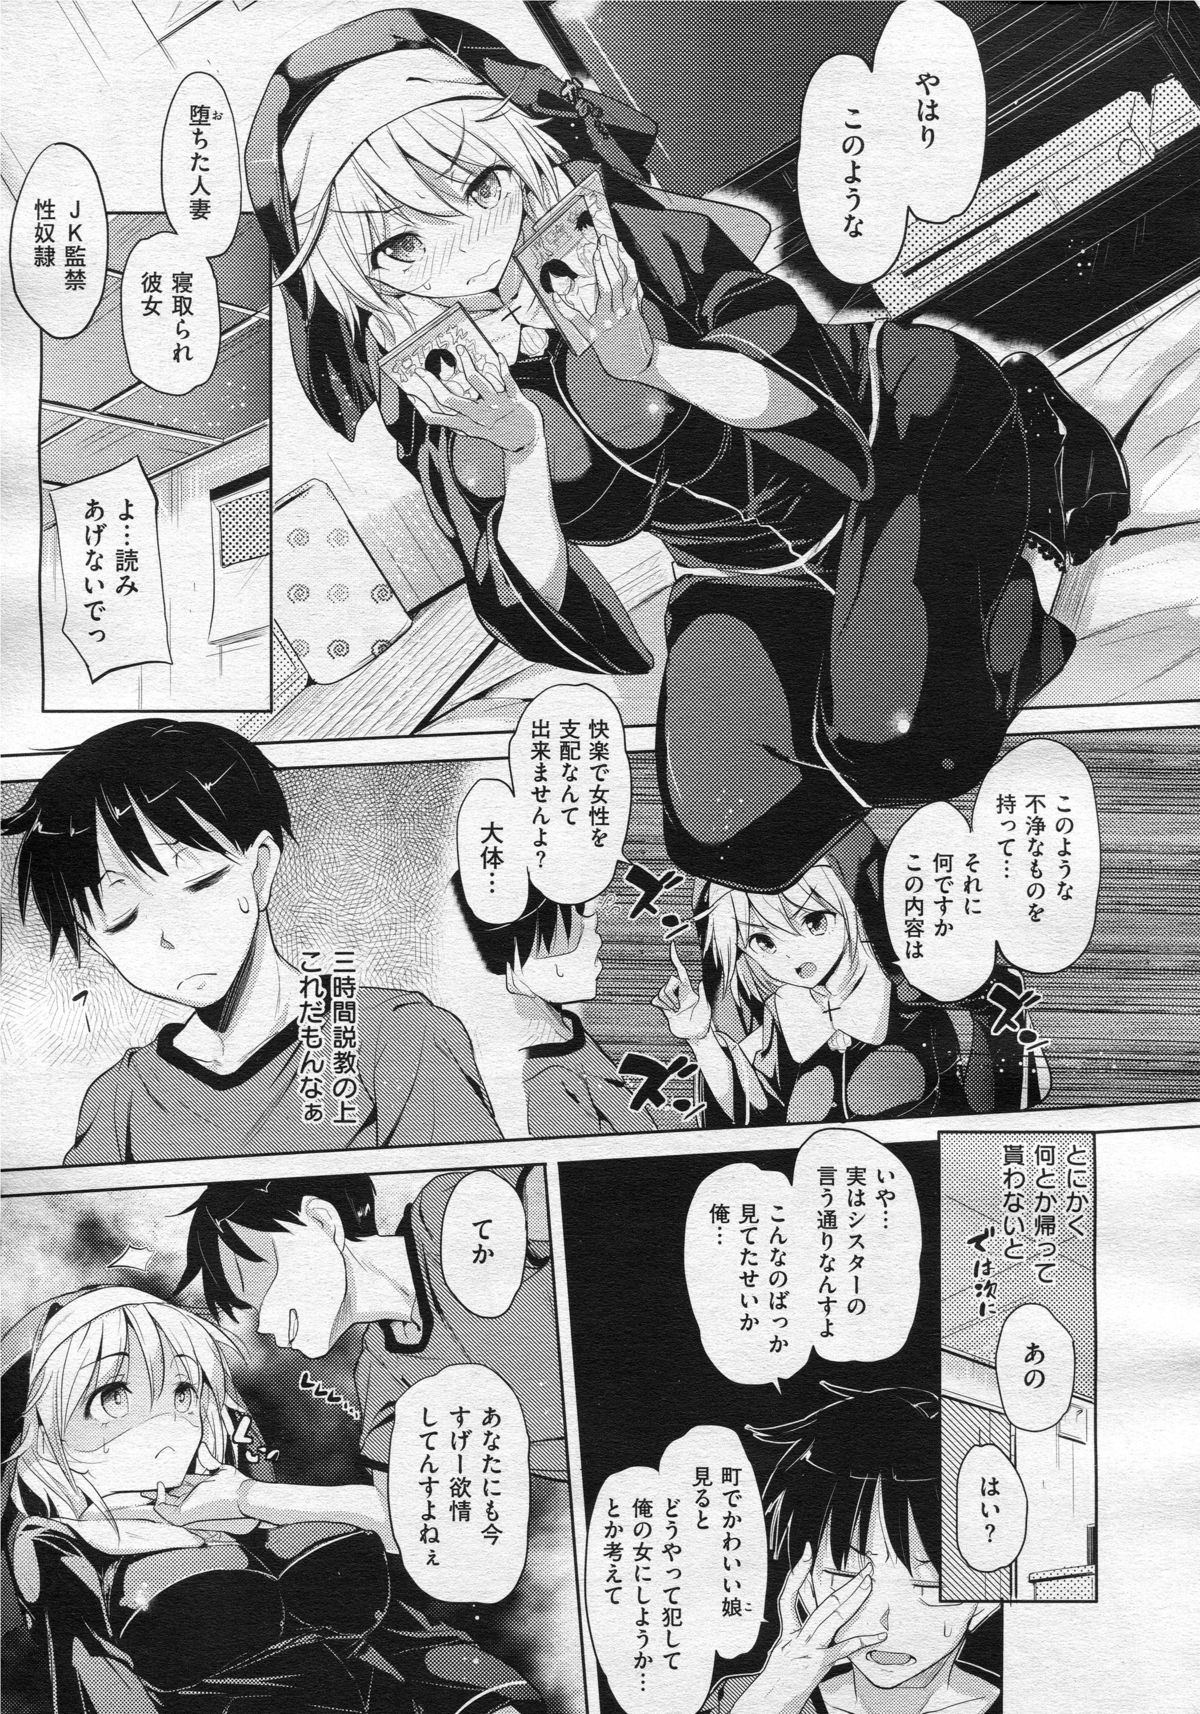 やはり
このような
堕ちた人妻
お
寝取られ
彼女
ＪＫ監禁
性奴隷
よ…読み
あげないでっ
このような
不浄なものを
持って…
それに
何ですか
この内容は
快楽で女性を
支配なんて
出来ませんよ?
大体…
ズン
ズイ
ズイ
三時間説教の上
これだもんなぁ
とにかく
何とか帰って
貰わないと
では次に
あの
はい?
いや…
実はシスターの
言う通りなんすよ
こんなのばっか
見てたせいか
俺…
町でかわいい娘
こ
見ると
どうやって犯して
俺の女にしようか…
とか考えて
てか
あなたにも今
すげー欲情
してんすよねぇ